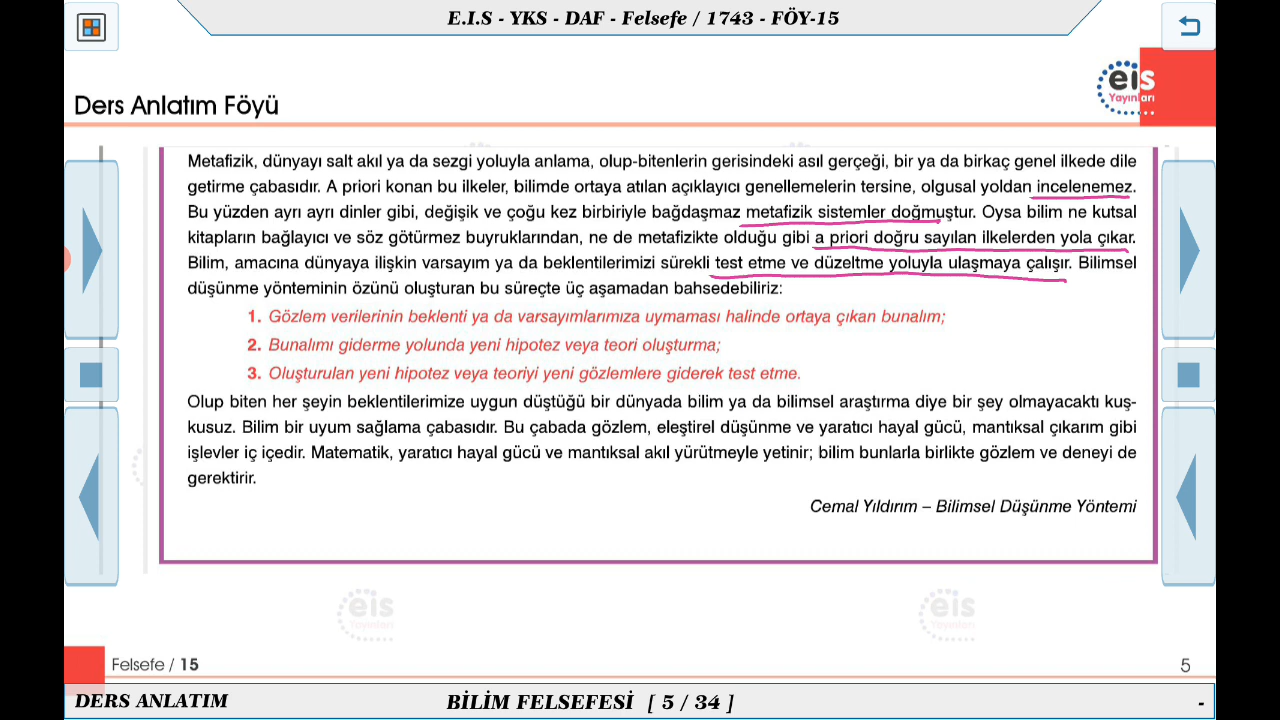 E.I.S - YKS - DAF - Felsefe / 1743 - FÖY-15
eis
Yayınları
Ders Anlatım Föyü
Metafizik, dünyayı salt akıl ya da sezgi yoluyla anlama, olup-bitenlerin gerisindeki asıl gerçeği, bir ya da birkaç genel ilkede dile
getirme çabasıdır. A priori konan bu ilkeler, bilimde ortaya atılan açıklayıcı genellemelerin tersine, olgusal yoldan incelenemez.
Bu yüzden ayrı ayrı dinler gibi, değişik ve çoğu kez birbiriyle bağdaşmaz metafizik sistemler doğmuştur. Oysa bilim ne kutsal
kitapların bağlayıcı ve söz götürmez buyruklarından, ne de metafizikte olduğu gibi a priori doğru sayılan ilkelerden yola çıkar.
Bilim, amacına dünyaya ilişkin varsayım ya da beklentilerimizi sürekli test etme ve düzeltme yoluyla ulaşmaya çalışır. Bilimsel
düşünme yönteminin özünü oluşturan bu süreçte üç aşamadan bahsedebiliriz:
1. Gözlem verilerinin beklenti ya da varsayımlarımıza uymaması halinde ortaya çıkan bunalım;
2. Bunalımı giderme yolunda yeni hipotez veya teori oluşturma;
3. Oluşturulan yeni hipotez veya teoriyi yeni gözlemlere giderek test etme.
Olup biten her şeyin beklentilerimize uygun düştüğü bir dünyada bilim ya da bilimsel araştırma diye bir şey olmayacaktı kuş-
kusuz. Bilim bir uyum sağlama çabasıdır. Bu çabada gözlem, eleştirel düşünme ve yaratıcı hayal gücü, mantıksal çıkarım gibi
işlevler iç içedir. Matematik, yaratıcı hayal gücü ve mantıksal akıl yürütmeyle yetinir; bilim bunlarla birlikte gözlem ve deneyi de
gerektirir.
Cemal Yıldırım – Bilimsel Düşünme Yöntemi
eis
Yayınları
eis
Yayınları
Felsefe / 15
5
DERS ANLATIM
BİLİM FELSEFESİ [ 5 / 34 ]
-